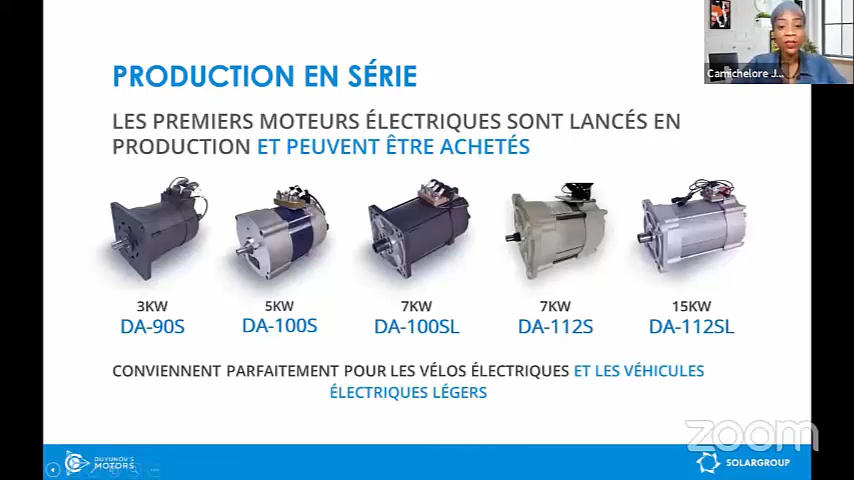 Camichelore J...
PRODUCTION EN SÉRIE
LES PREMIERS MOTEURS ÉLECTRIQUES SONT LANCÉS EN
PRODUCTION ET PEUVENT ÊTRE ACHETÉS
3KW
DA-90S
5KW
DA-100S
7KW
DA-100SL
7KW
DA-112S
15KW
DA-112SL
CONVIENNENT PARFAITEMENT POUR LES VÉLOS ÉLECTRIQUES ET LES VÉHICULES
ÉLECTRIQUES LÉGERS
zoom
DUYUNOV'S
MOTORS
SOLARGROUP